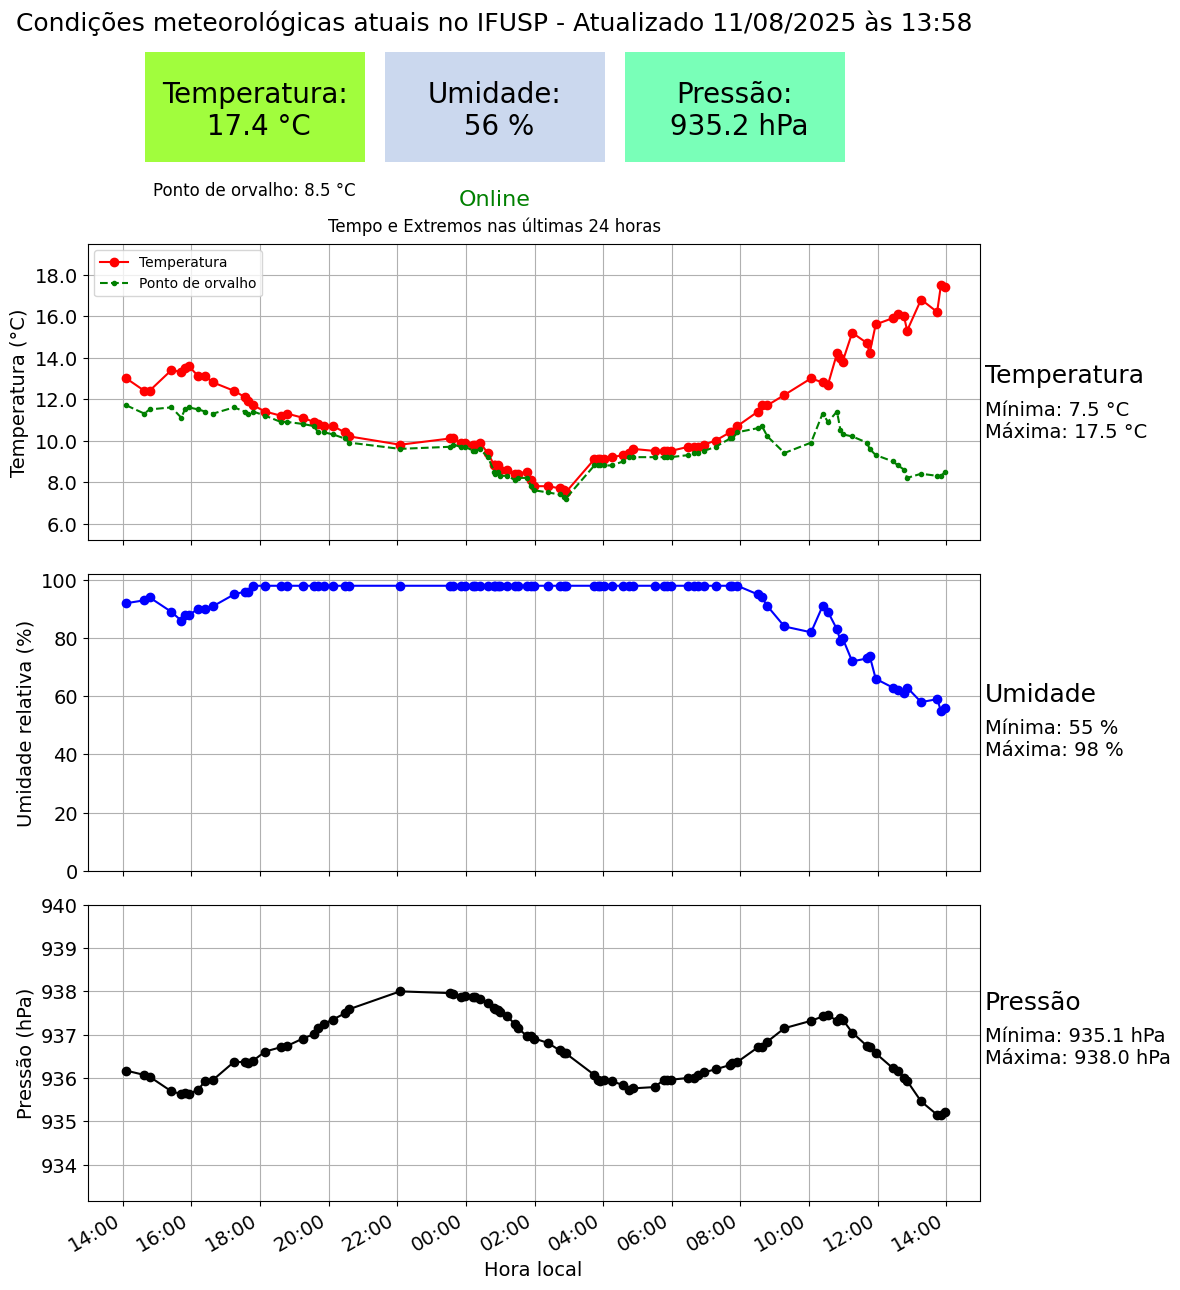 Condições meteorológicas atuais no IFUSP - Atualizado 11/08/2025 às 13:58
Temperatura:
17.4 °C
Umidade:
56 %
Pressão:
935.2 hPa
Ponto de orvalho: 8.5 °C
Online
Tempo e Extremos nas últimas 24 horas
Temperatura
Ponto de orvalho
Temperatura (°C)
18.0
16.0
14.0
12.0
10.0
8.0
6.0
Temperatura
Mínima: 7.5 °C
Máxima: 17.5 °C
Umidade relativa (%)
100
80
60
40
20
0
Umidade
Mínima: 55 %
Máxima: 98 %
Pressão (hPa)
940
939
938
937
936
935
934
Pressão
Mínima: 935.1 hPa
Máxima: 938.0 hPa
14:00 16:00 18:00 20:00 22:00 00:00 02:00 04:00 06:00 08:00 10:00 12:00 14:00
Hora local